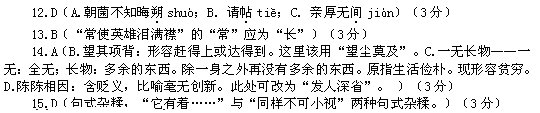 12.D（A.朝菌不知晦朔 shuò；B. 请帖 tiě；C. 亲厚无间 jiàn）（3 分）
13.B（“常使英雄泪满襟”的“常”应为“长”）（3 分）
14.A（B.望其项背：形容赶得上或达得到。这里该用“望尘莫及”。C.一无长物———一
无：全无；长物：多余的东西。除一身之外再没有多余的东西。原指生活俭朴。现形容贫穷。
D.陈陈相因：含贬义，比喻毫无创新。此处可改为“发人深省”。 ）（3 分）
15.D（句式杂糅，“它有着……”与“同样不可小视”两种句式杂糅。）（3 分）